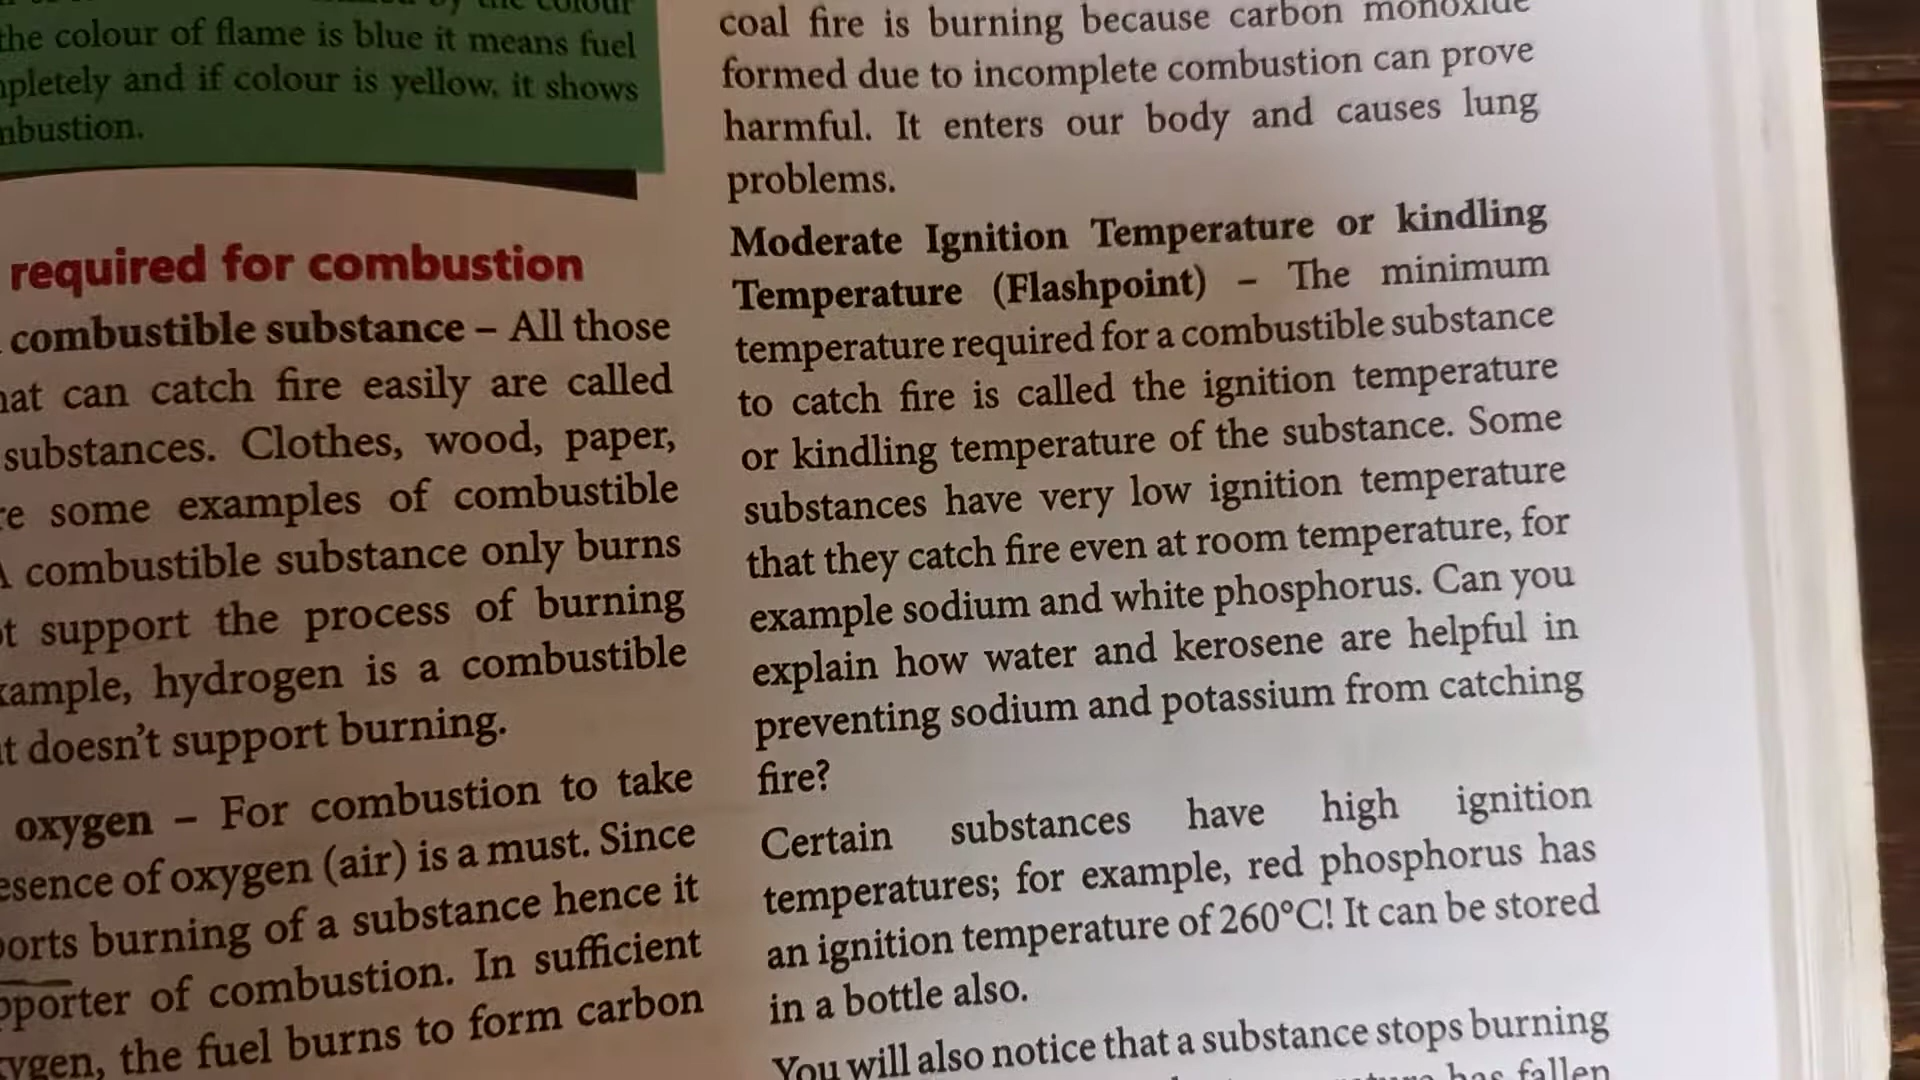 the colour of flame is blue it means fuel
and if colour is yellow, it shows
required for combustion
combustible substance – All those
can catch fire easily are called
substances. Clothes, wood, paper,
some examples of combustible
combustible substance only burns
support the process of burning
hydrogen is a combustible
doesn't support burning.
oxygen – For combustion to take
of oxygen (air) is a must. Since
burning of a substance hence it
of combustion. In sufficient
the fuel burns to form carbon
coal fire is burning because carbon monoxide
formed due to incomplete combustion can prove
harmful. It enters our body and causes lung
problems.
Moderate Ignition Temperature or kindling
Temperature (Flashpoint) – The minimum
temperature required for a combustible substance
to catch fire is called the ignition temperature
or kindling temperature of the substance. Some
substances have very low ignition temperature
that they catch fire even at room temperature, for
example sodium and white phosphorus. Can you
explain how water and kerosene are helpful in
preventing sodium and potassium from catching
fire?
Certain substances have high ignition
temperatures; for example, red phosphorus has
an ignition temperature of 260°C! It can be stored
in a bottle also.
You will also notice that a substance stops burning
has fallen